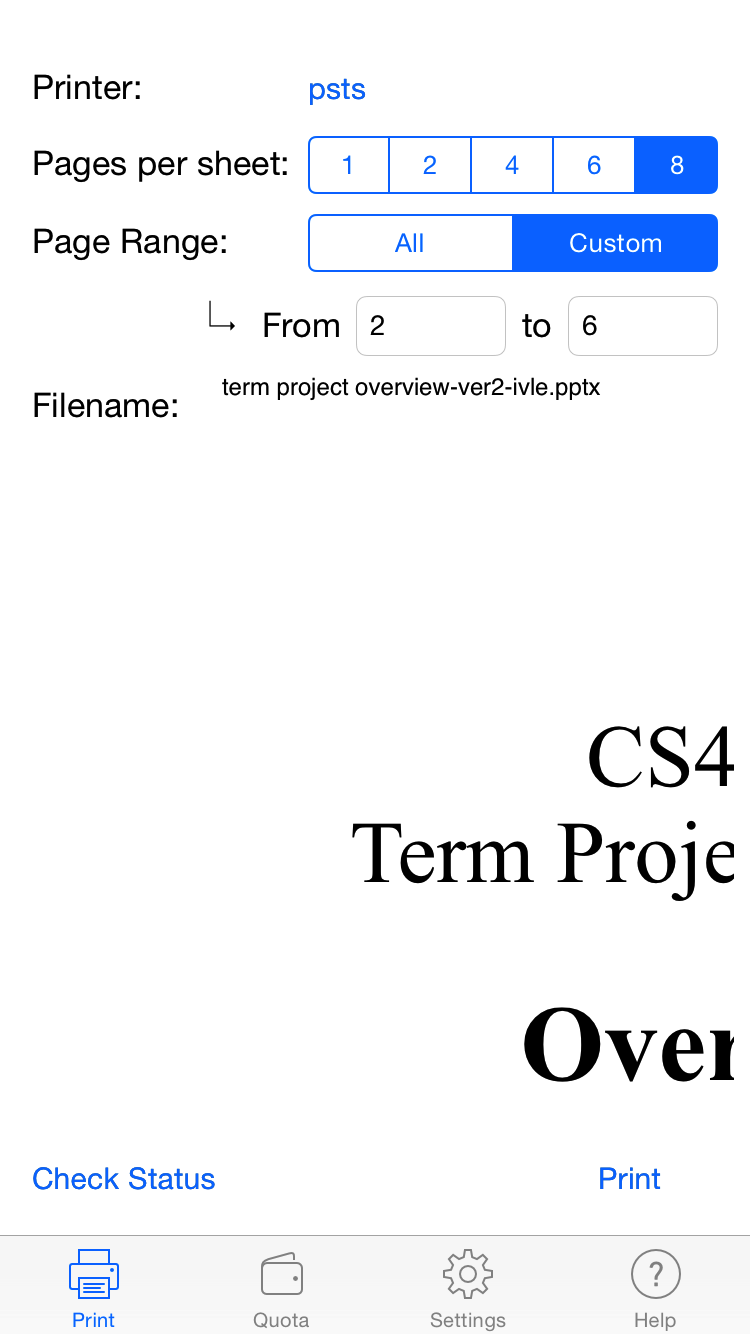 Printer: psts
Pages per sheet: 1 2 4 6 8
Page Range: All Custom
From 2 to 6
Filename: term project overview-ver2-ivle.pptx
CS4
Term Proje
Over
Check Status Print
Print Quota Settings Help